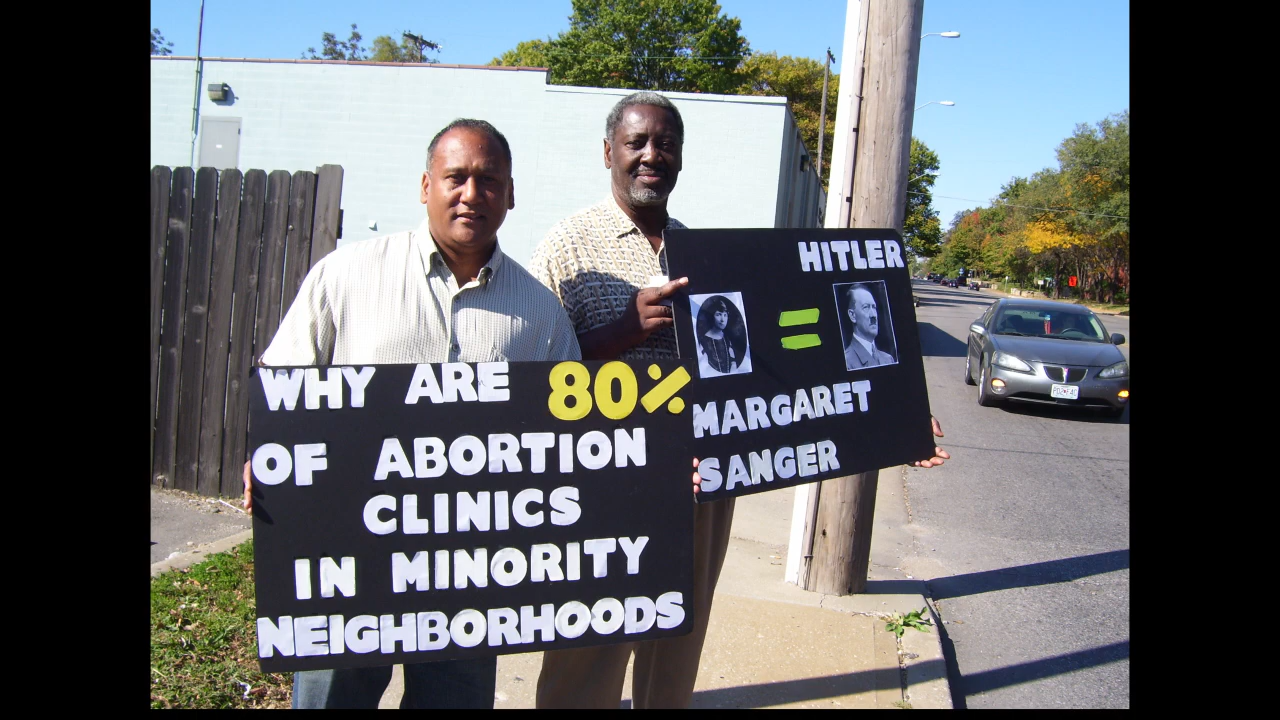 WHY ARE 80%
OF ABORTION
CLINICS
IN MINORITY
NEIGHBORHOODS
HITLER
=
MARGARET
SANGER